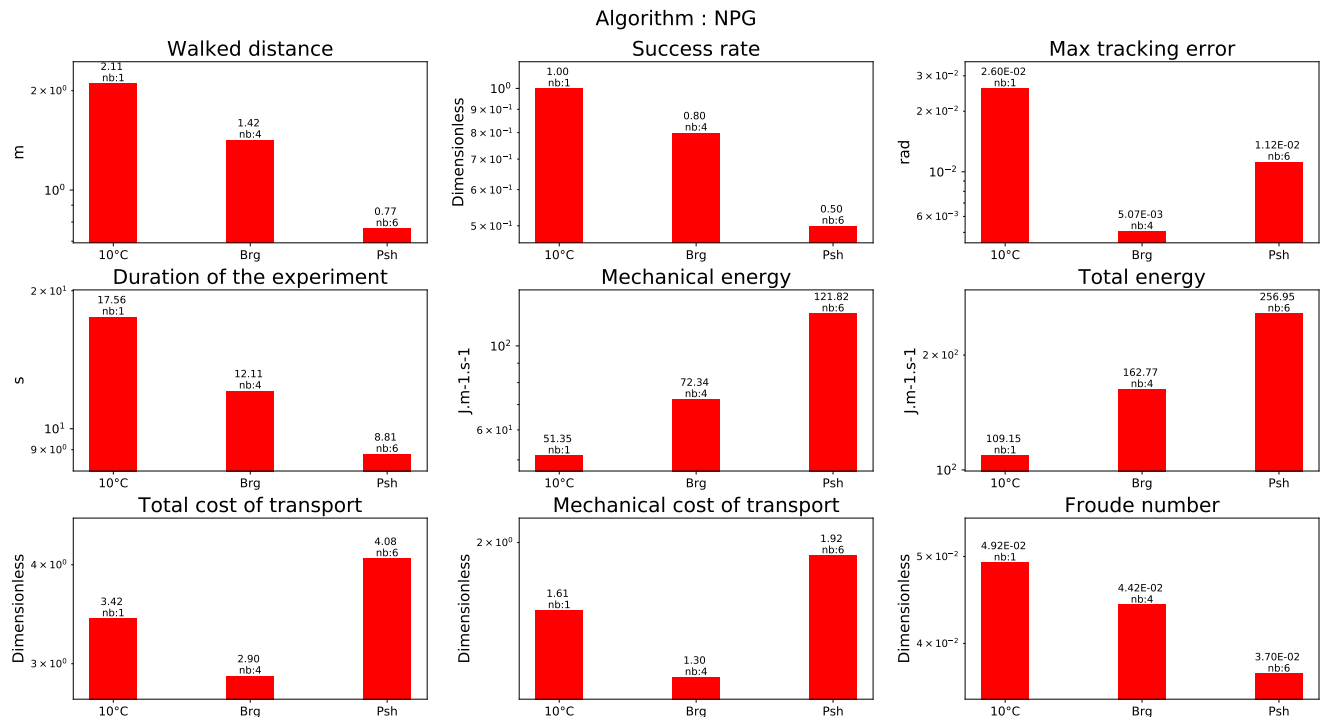 Algorithm : NPG
Walked distance
m
2 × 10⁰
10⁰
2.11
nb:1
1.42
nb:4
0.77
nb:6
10°C
Brg
Psh
Success rate
Dimensionless
10⁰
9 × 10⁻¹
8 × 10⁻¹
7 × 10⁻¹
6 × 10⁻¹
5 × 10⁻¹
1.00
nb:1
0.80
nb:4
0.50
nb:6
10°C
Brg
Psh
Max tracking error
rad
3 × 10⁻²
2 × 10⁻²
10⁻²
6 × 10⁻³
2.60E-02
nb:1
5.07E-03
nb:4
1.12E-02
nb:6
10°C
Brg
Psh
Duration of the experiment
s
2 × 10¹
10¹
9 × 10⁰
17.56
nb:1
12.11
nb:4
8.81
nb:6
10°C
Brg
Psh
Mechanical energy
J.m-1.s-1
10²
6 × 10¹
51.35
nb:1
72.34
nb:4
121.82
nb:6
10°C
Brg
Psh
Total energy
J.m-1.s-1
2 × 10²
10²
109.15
nb:1
162.77
nb:4
256.95
nb:6
10°C
Brg
Psh
Total cost of transport
Dimensionless
4 × 10⁰
3 × 10⁰
3.42
nb:1
2.90
nb:4
4.08
nb:6
10°C
Brg
Psh
Mechanical cost of transport
Dimensionless
2 × 10⁰
1.61
nb:1
1.30
nb:4
1.92
nb:6
10°C
Brg
Psh
Froude number
Dimensionless
5 × 10⁻²
4 × 10⁻²
4.92E-02
nb:1
4.42E-02
nb:4
3.70E-02
nb:6
10°C
Brg
Psh